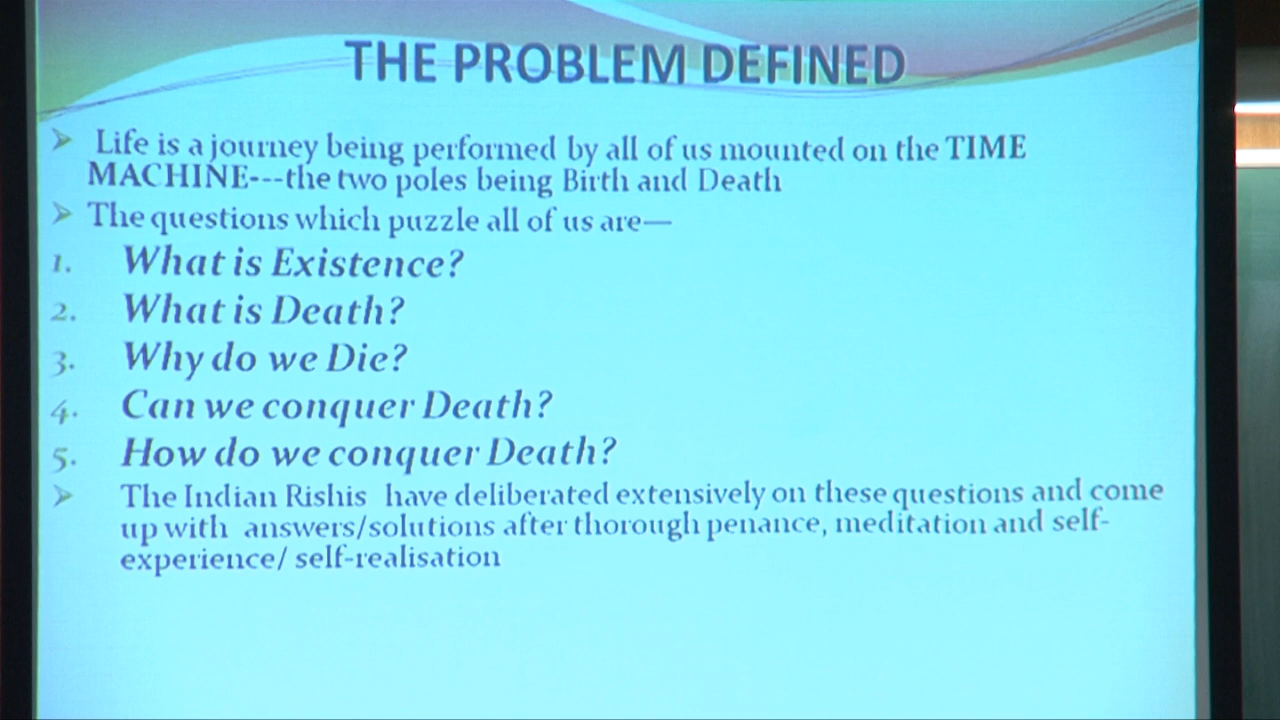 THE PROBLEM DEFINED
➢ Life is a journey being performed by all of us mounted on the TIME
MACHINE---the two poles being Birth and Death
➢ The questions which puzzle all of us are—
1. What is Existence?
2. What is Death?
3. Why do we Die?
4. Can we conquer Death?
5. How do we conquer Death?
➢ The Indian Rishis have deliberated extensively on these questions and come
up with answers/solutions after thorough penance, meditation and self-
experience/ self-realisation